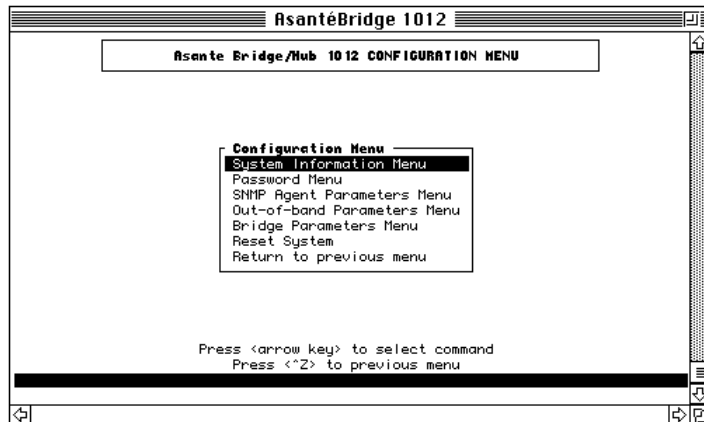 AsantéBridge 1012
Asante Bridge/Hub 1012 CONFIGURATION MENU
Configuration Menu
System Information Menu
Password Menu
SNMP Agent Parameters Menu
Out-of-band Parameters Menu
Bridge Parameters Menu
Reset System
Return to previous menu
Press <arrow key> to select command
Press <^Z> to previous menu